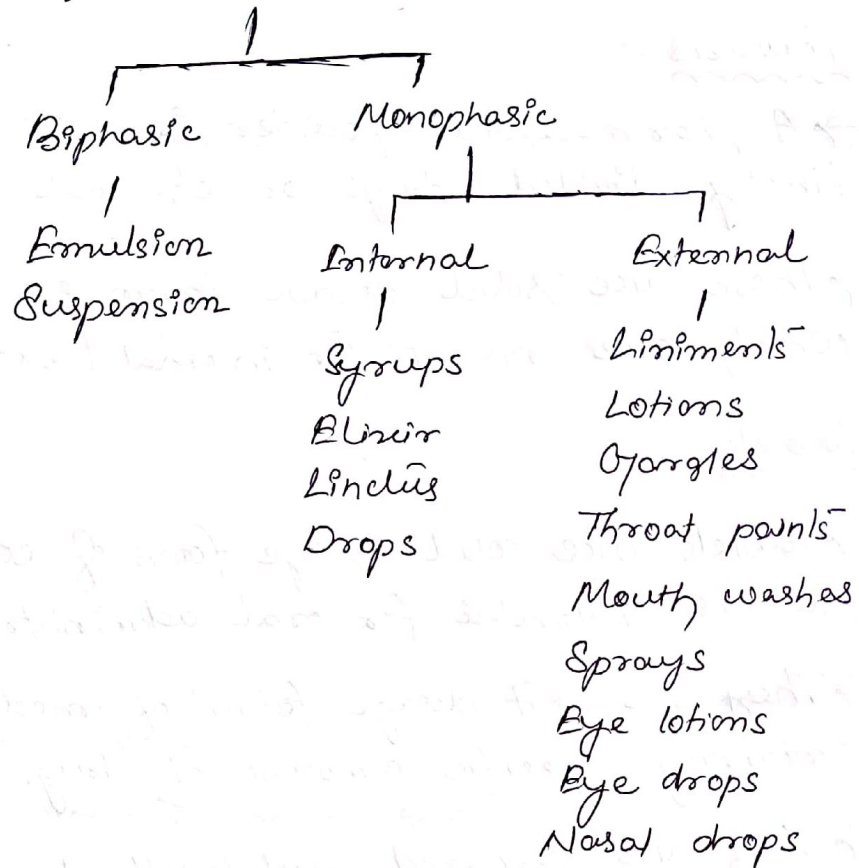 Biphasic
Monophasic
Emulsion
Suspension
Internal
External
Syrups
Elixir
Linctus
Drops
Liniments
Lotions
Gargles
Throat paints
Mouth washes
Sprays
Eye lotions
Eye drops
Nasal drops